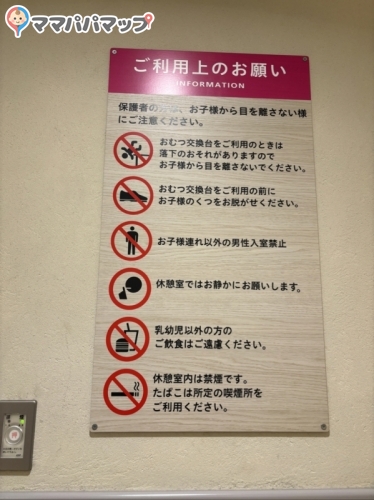 ママパパマップ
ご利用上のお願い
INFORMATION
保護者の方は、お子様から目を離さない様
にご注意ください。
おむつ交換台をご利用のときは
落下のおそれがありますので
お子様から目を離さないでください。
おむつ交換台をご利用の前に
お子様のくつをお脱がせください。
お子様連れ以外の男性入室禁止
休憩室ではお静かにお願いします。
乳幼児以外の方の
ご飲食はご遠慮ください。
休憩室内は禁煙です。
たばこは所定の喫煙所を
ご利用ください。